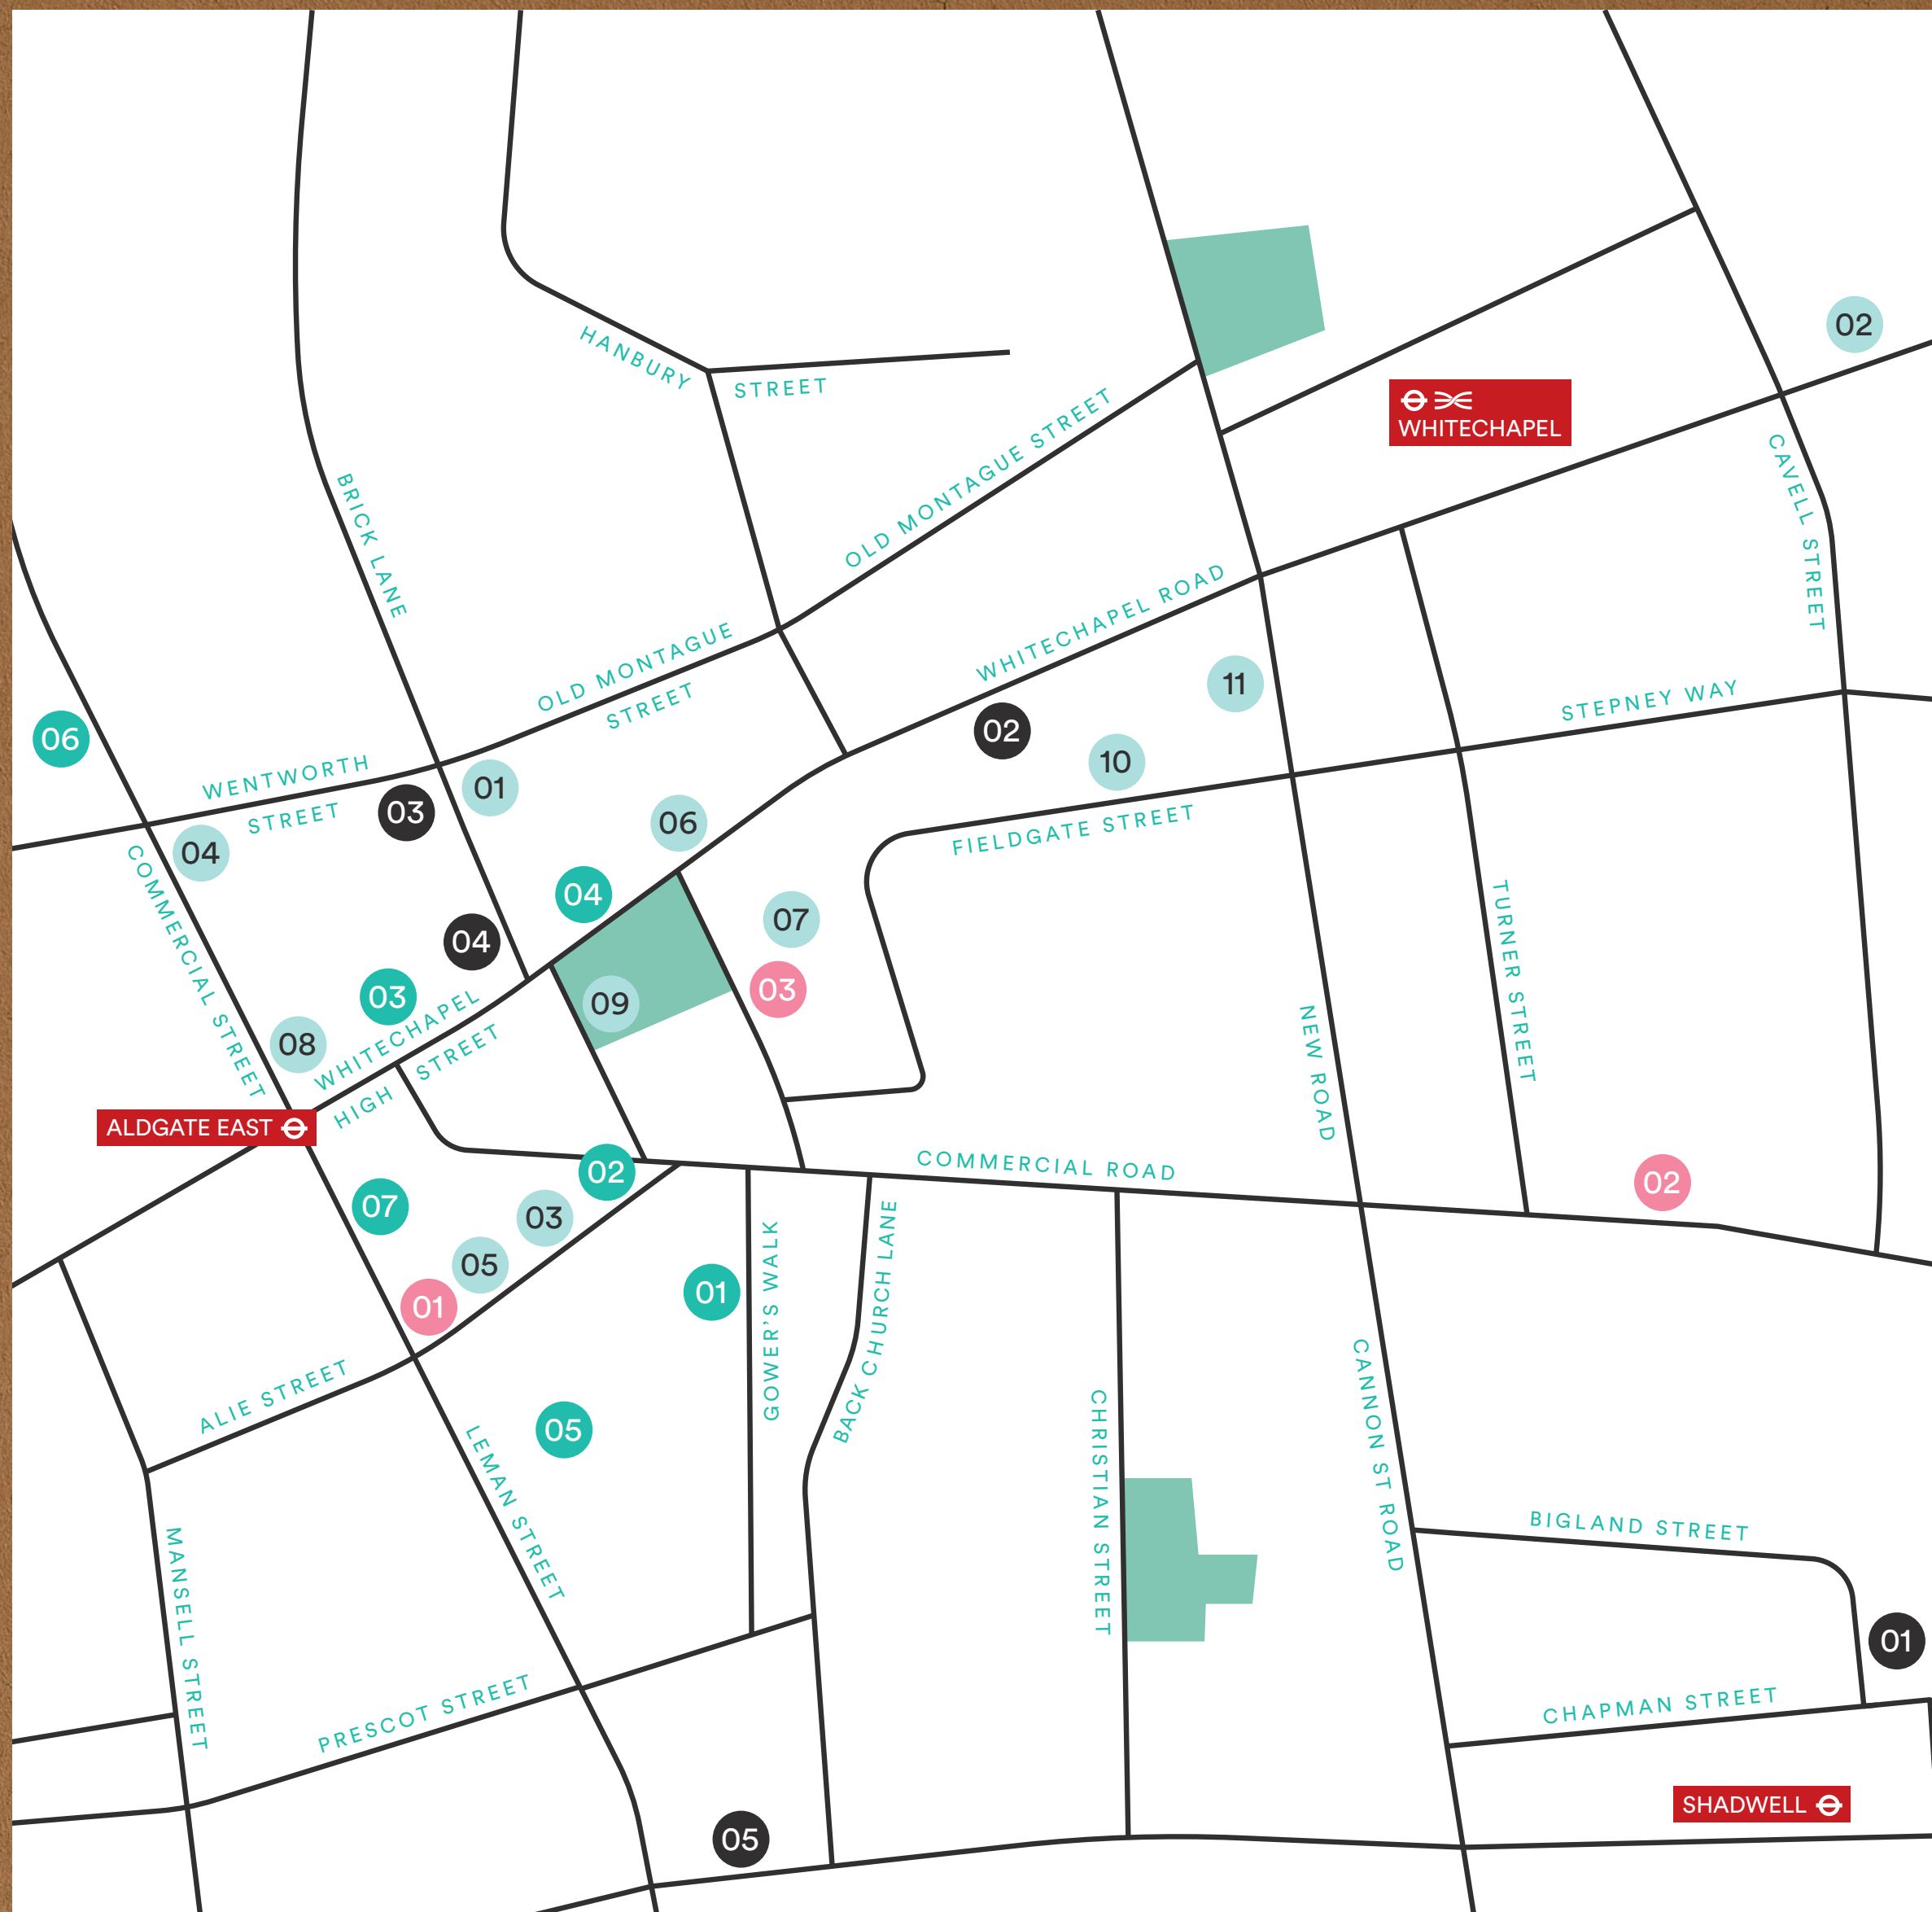 02
HANBURY
STREET
WHITECHAPEL
OLD MONTAGUE STREET
BRICK LANE
CAVELL STREET
WHITECHAPEL ROAD
OLD MONTAGUE
STREET
11
STEPNEY WAY
06
02
10
WENTWORTH
STREET
01
03
06
FIELDGATE STREET
04
COMMERCIAL STREET
04
07
04
TURNER STREET
03
03
09
08
WHITECHAPEL
HIGH STREET
NEW ROAD
ALDGATE EAST
COMMERCIAL ROAD
02
02
07
03
05
01
01
GOWER'S WALK
BACK CHURCH LANE
ALIE STREET
05
LEMAN STREET
CHRISTIAN STREET
CANNON ST ROAD
BIGLAND STREET
MANSELL STREET
01
PRESCOT STREET
CHAPMAN STREET
SHADWELL
05